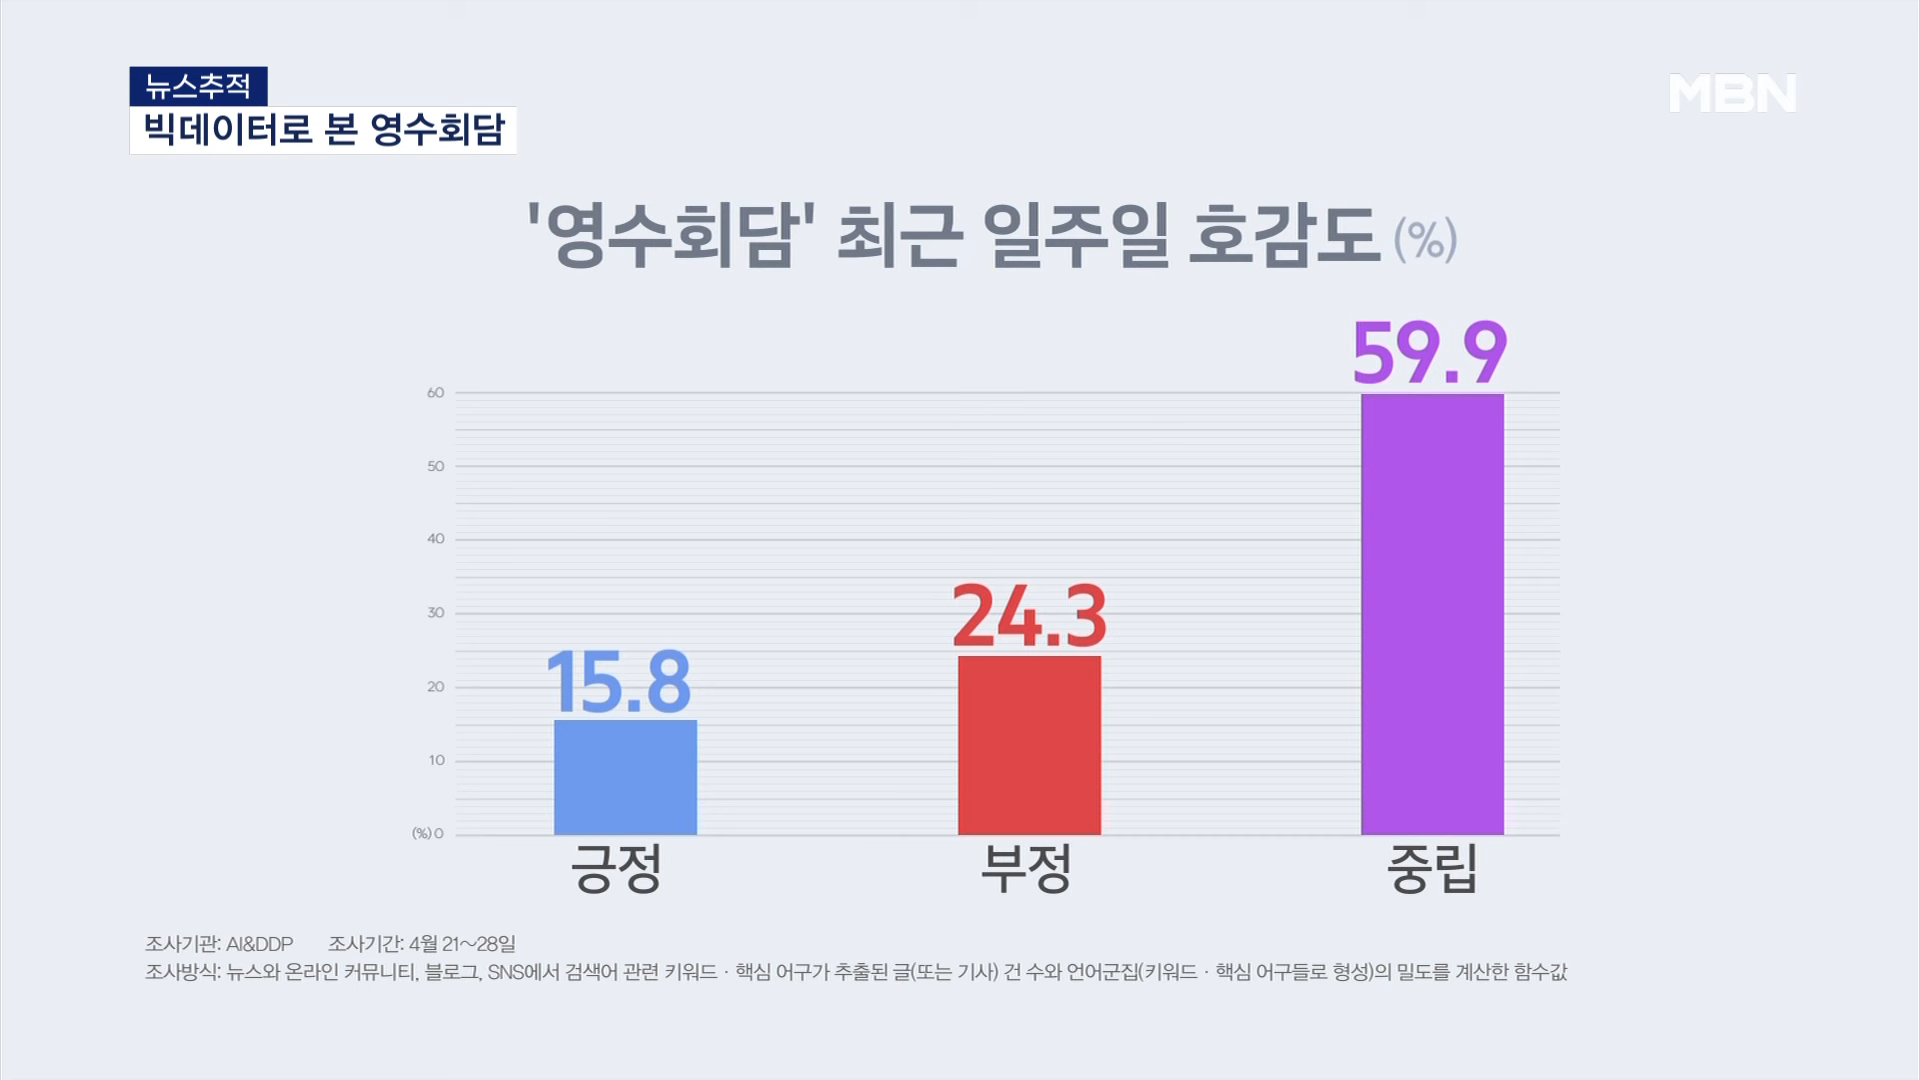 뉴스추적
MBN
빅데이터로 본 영수회담
'영수회담' 최근 일주일 호감도 (%)
59.9
24.3
15.8
60
50
40
30
20
10
(%) 0
긍정 부정 중립
조사기관: AI&DDP 조사기간: 4월 21~28일
조사방식: 뉴스와 온라인 커뮤니티, 블로그, SNS에서 검색어 관련 키워드 · 핵심 어구가 추출된 글(또는 기사) 건 수와 언어군집(키워드 · 핵심 어구들로 형성)의 밀도를 계산한 함수값